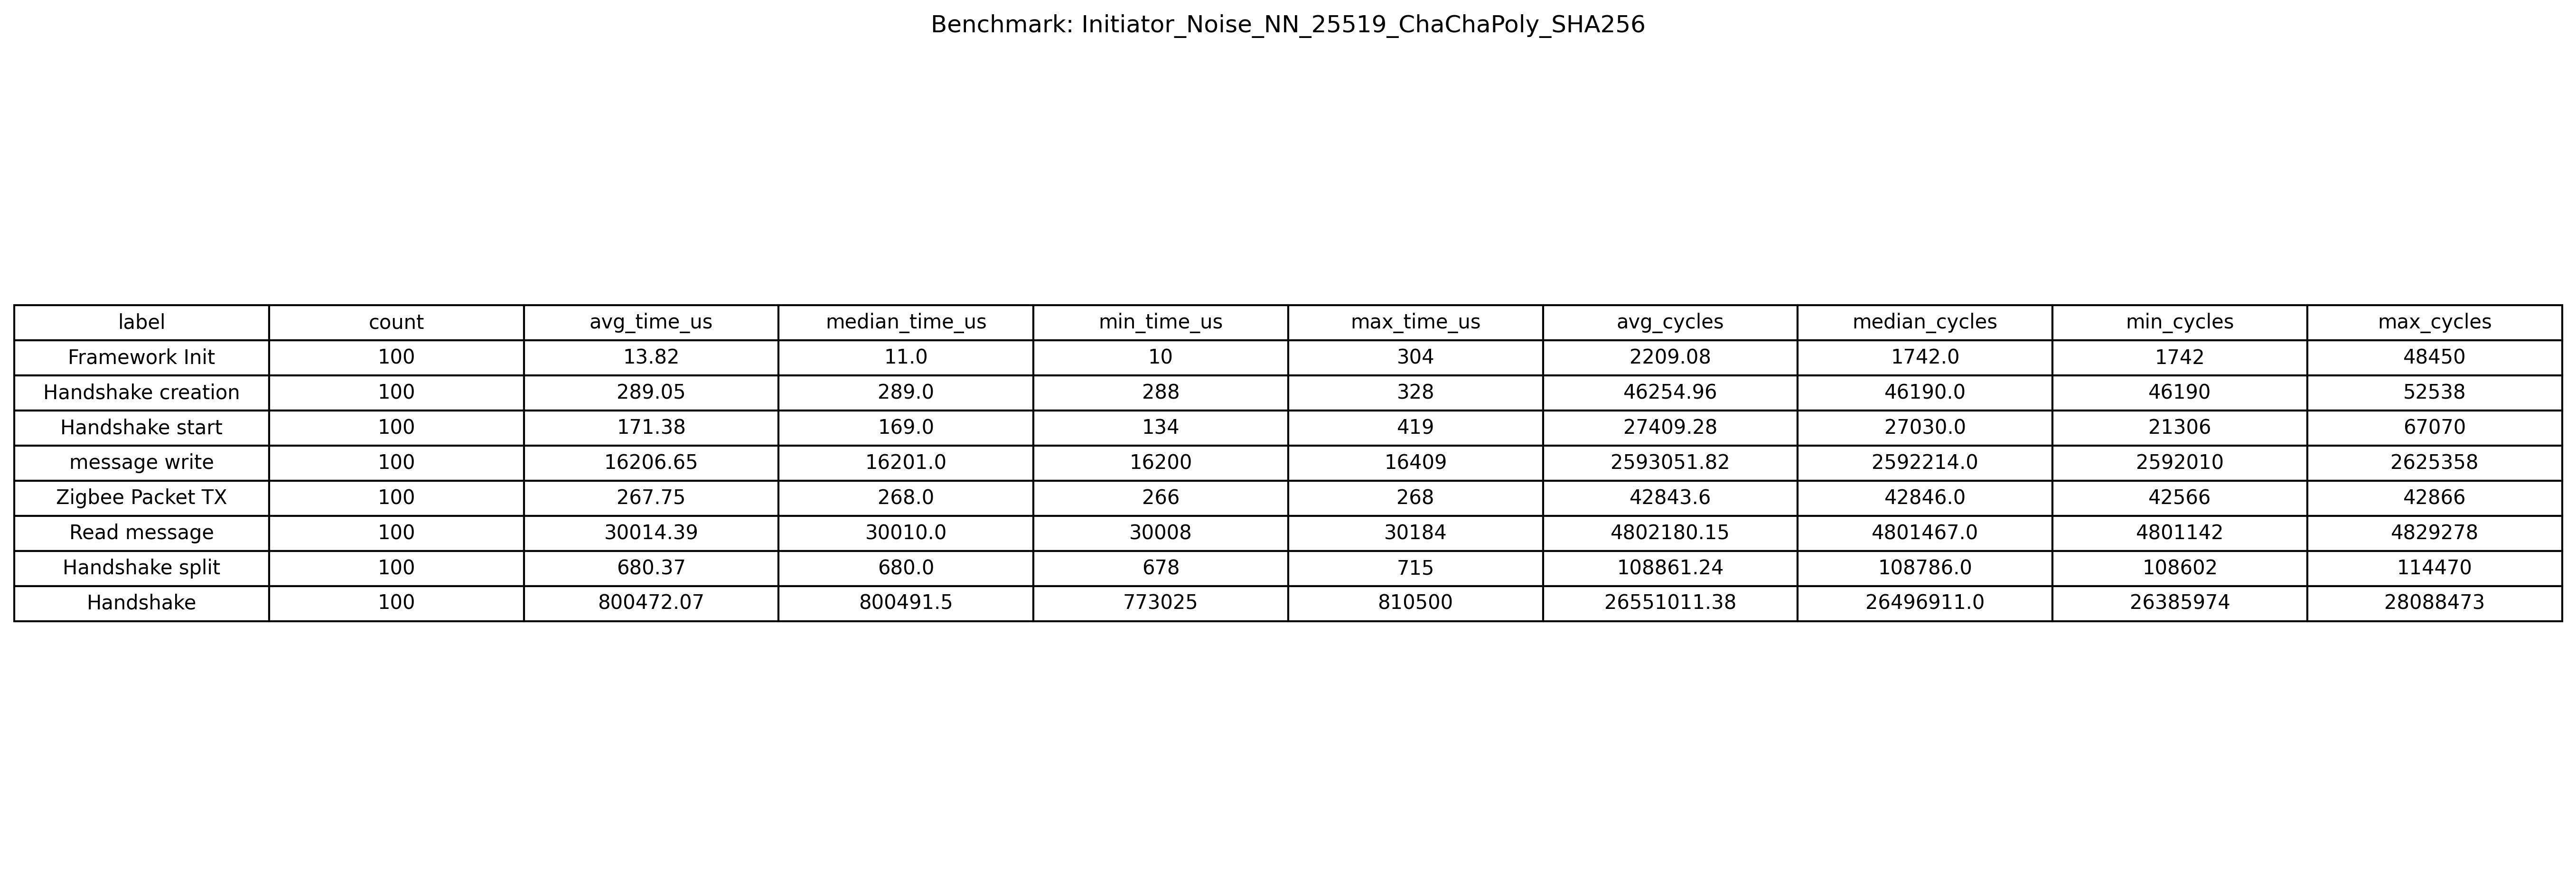 Benchmark: Initiator_Noise_NN_25519_ChaChaPoly_SHA256
label count avg_time_us median_time_us min_time_us max_time_us avg_cycles median_cycles min_cycles max_cycles
Framework Init 100 13.82 11.0 10 304 2209.08 1742.0 1742 48450
Handshake creation 100 289.05 289.0 288 328 46254.96 46190.0 46190 52538
Handshake start 100 171.38 169.0 134 419 27409.28 27030.0 21306 67070
message write 100 16206.65 16201.0 16200 16409 2593051.82 2592214.0 2592010 2625358
Zigbee Packet TX 100 267.75 268.0 266 268 42843.6 42846.0 42566 42866
Read message 100 30014.39 30010.0 30008 30184 4802180.15 4801467.0 4801142 4829278
Handshake split 100 680.37 680.0 678 715 108861.24 108786.0 108602 114470
Handshake 100 800472.07 800491.5 773025 810500 26551011.38 26496911.0 26385974 28088473